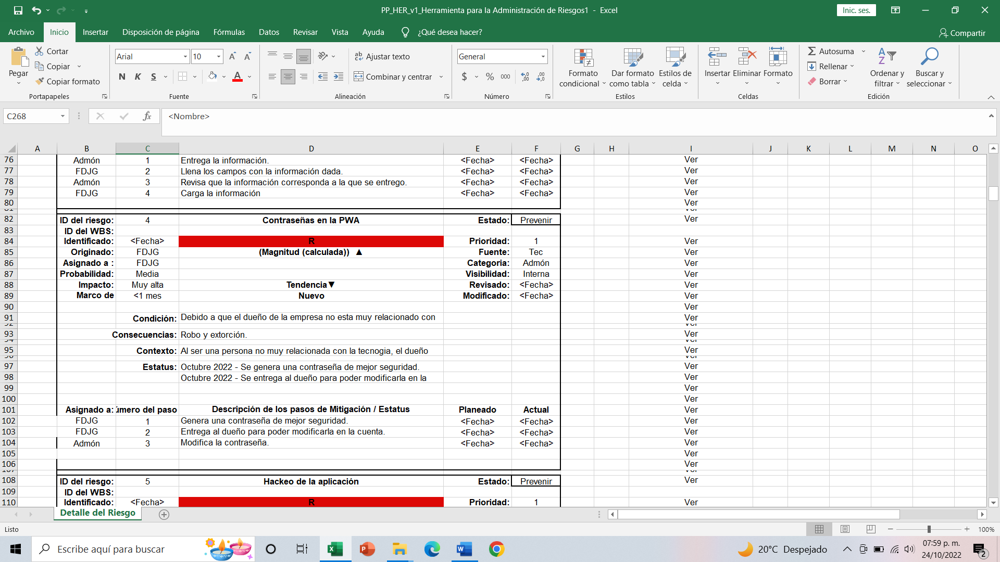 PP_HER_v1_Herramienta para la Administración de Riesgos1 - Excel
Inic. ses.
Archivo Inicio Insertar Disposición de página Fórmulas Datos Revisar Vista Ayuda ¿Qué desea hacer? Compartir
Pegar Cortar Copiar Copiar formato
Arial 10
N K S
Ajustar texto
Combinar y centrar
General
$ % 000
Formato condicional
Dar formato como tabla
Estilos de celda
Insertar Eliminar Formato
Autosuma
Rellenar
Borrar
Ordenar y filtrar
Buscar y seleccionar
Portapapeles Fuente Alineación Número Estilos Celdas Edición
C268 fx <Nombre>
A B C D E F G H I J K L M N O
76 Admón 1 Entrega la información. <Fecha> <Fecha> Ver
77 FDJG 2 Llena los campos con la información dada. <Fecha> <Fecha> Ver
78 Admón 3 Revisa que la información corresponda a la que se entrego. <Fecha> <Fecha> Ver
79 FDJG 4 Carga la información <Fecha> <Fecha> Ver
80 Ver
82 ID del riesgo: 4 Contraseñas en la PWA Estado: Prevenir Ver
83 ID del WBS:
84 Identificado: <Fecha> R Prioridad: 1 Ver
85 Originado: FDJG (Magnitud (calculada)) ▲ Fuente: Tec Ver
86 Asignado a : FDJG Categoria: Admón Ver
87 Probabilidad: Media Visibilidad: Interna Ver
88 Impacto: Muy alta Tendencia▼ Revisado: <Fecha> Ver
89 Marco de <1 mes Nuevo Modificado: <Fecha> Ver
90 Ver
91 Condición: Debido a que el dueño de la empresa no esta muy relacionado con Ver
93 Consecuencias: Robo y extorción. Ver
95 Contexto: Al ser una persona no muy relacionada con la tecnogia, el dueño Ver
97 Estatus: Octubre 2022 - Se genera una contraseña de mejor seguridad. Ver
98 Octubre 2022 - Se entrega al dueño para poder modificarla en la Ver
99 Ver
100 Ver
101 Asignado a: úmero del paso Descripción de los pasos de Mitigación / Estatus Planeado Actual Ver
102 FDJG 1 Genera una contraseña de mejor seguridad. <Fecha> <Fecha> Ver
103 FDJG 2 Entrega al dueño para poder modificarla en la cuenta. <Fecha> <Fecha> Ver
104 Admón 3 Modifica la contraseña. <Fecha> <Fecha> Ver
105 Ver
106 Ver
108 ID del riesgo: 5 Hackeo de la aplicación Estado: Prevenir Ver
109 ID del WBS:
110 Identificado: <Fecha> R Prioridad: 1 Ver
Detalle del Riesgo
Listo
100%
Escribe aquí para buscar
20°C Despejado
07:59 p. m.
24/10/2022
2